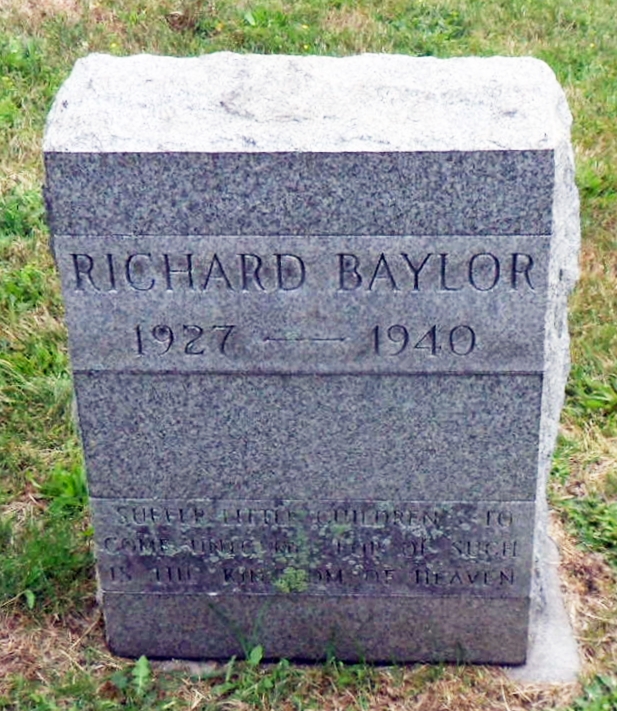 RICHARD BAYLOR
1927 — 1940
SUFFER LITTLE CHILDREN TO
COME UNTO ME FOR OF SUCH
IS THE KINGDOM OF HEAVEN